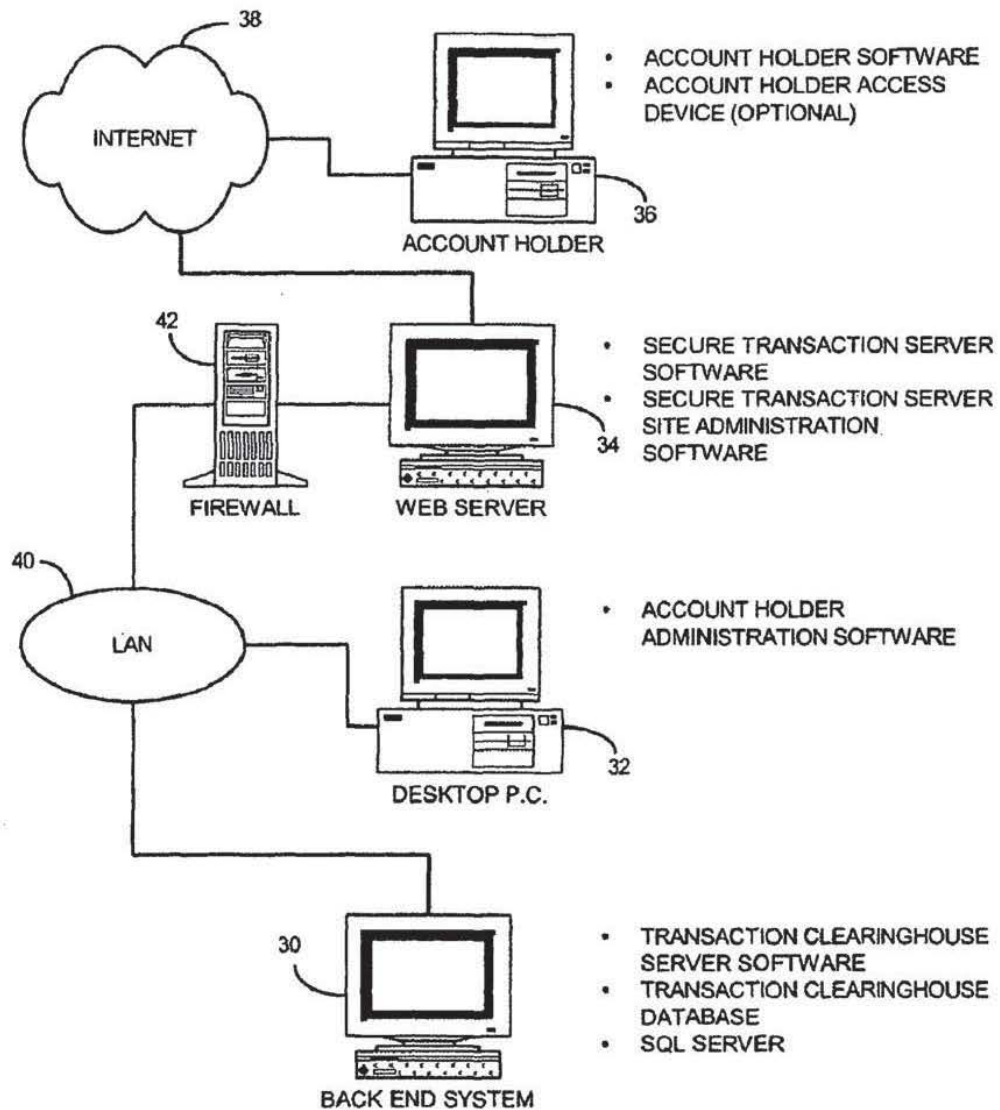 38
INTERNET
• ACCOUNT HOLDER SOFTWARE
• ACCOUNT HOLDER ACCESS
DEVICE (OPTIONAL)
36
ACCOUNT HOLDER
42
• SECURE TRANSACTION SERVER
SOFTWARE
• SECURE TRANSACTION SERVER
SITE ADMINISTRATION
SOFTWARE
34
FIREWALL
WEB SERVER
40
LAN
• ACCOUNT HOLDER
ADMINISTRATION SOFTWARE
32
DESKTOP P.C.
30
• TRANSACTION CLEARINGHOUSE
SERVER SOFTWARE
• TRANSACTION CLEARINGHOUSE
DATABASE
• SQL SERVER
BACK END SYSTEM